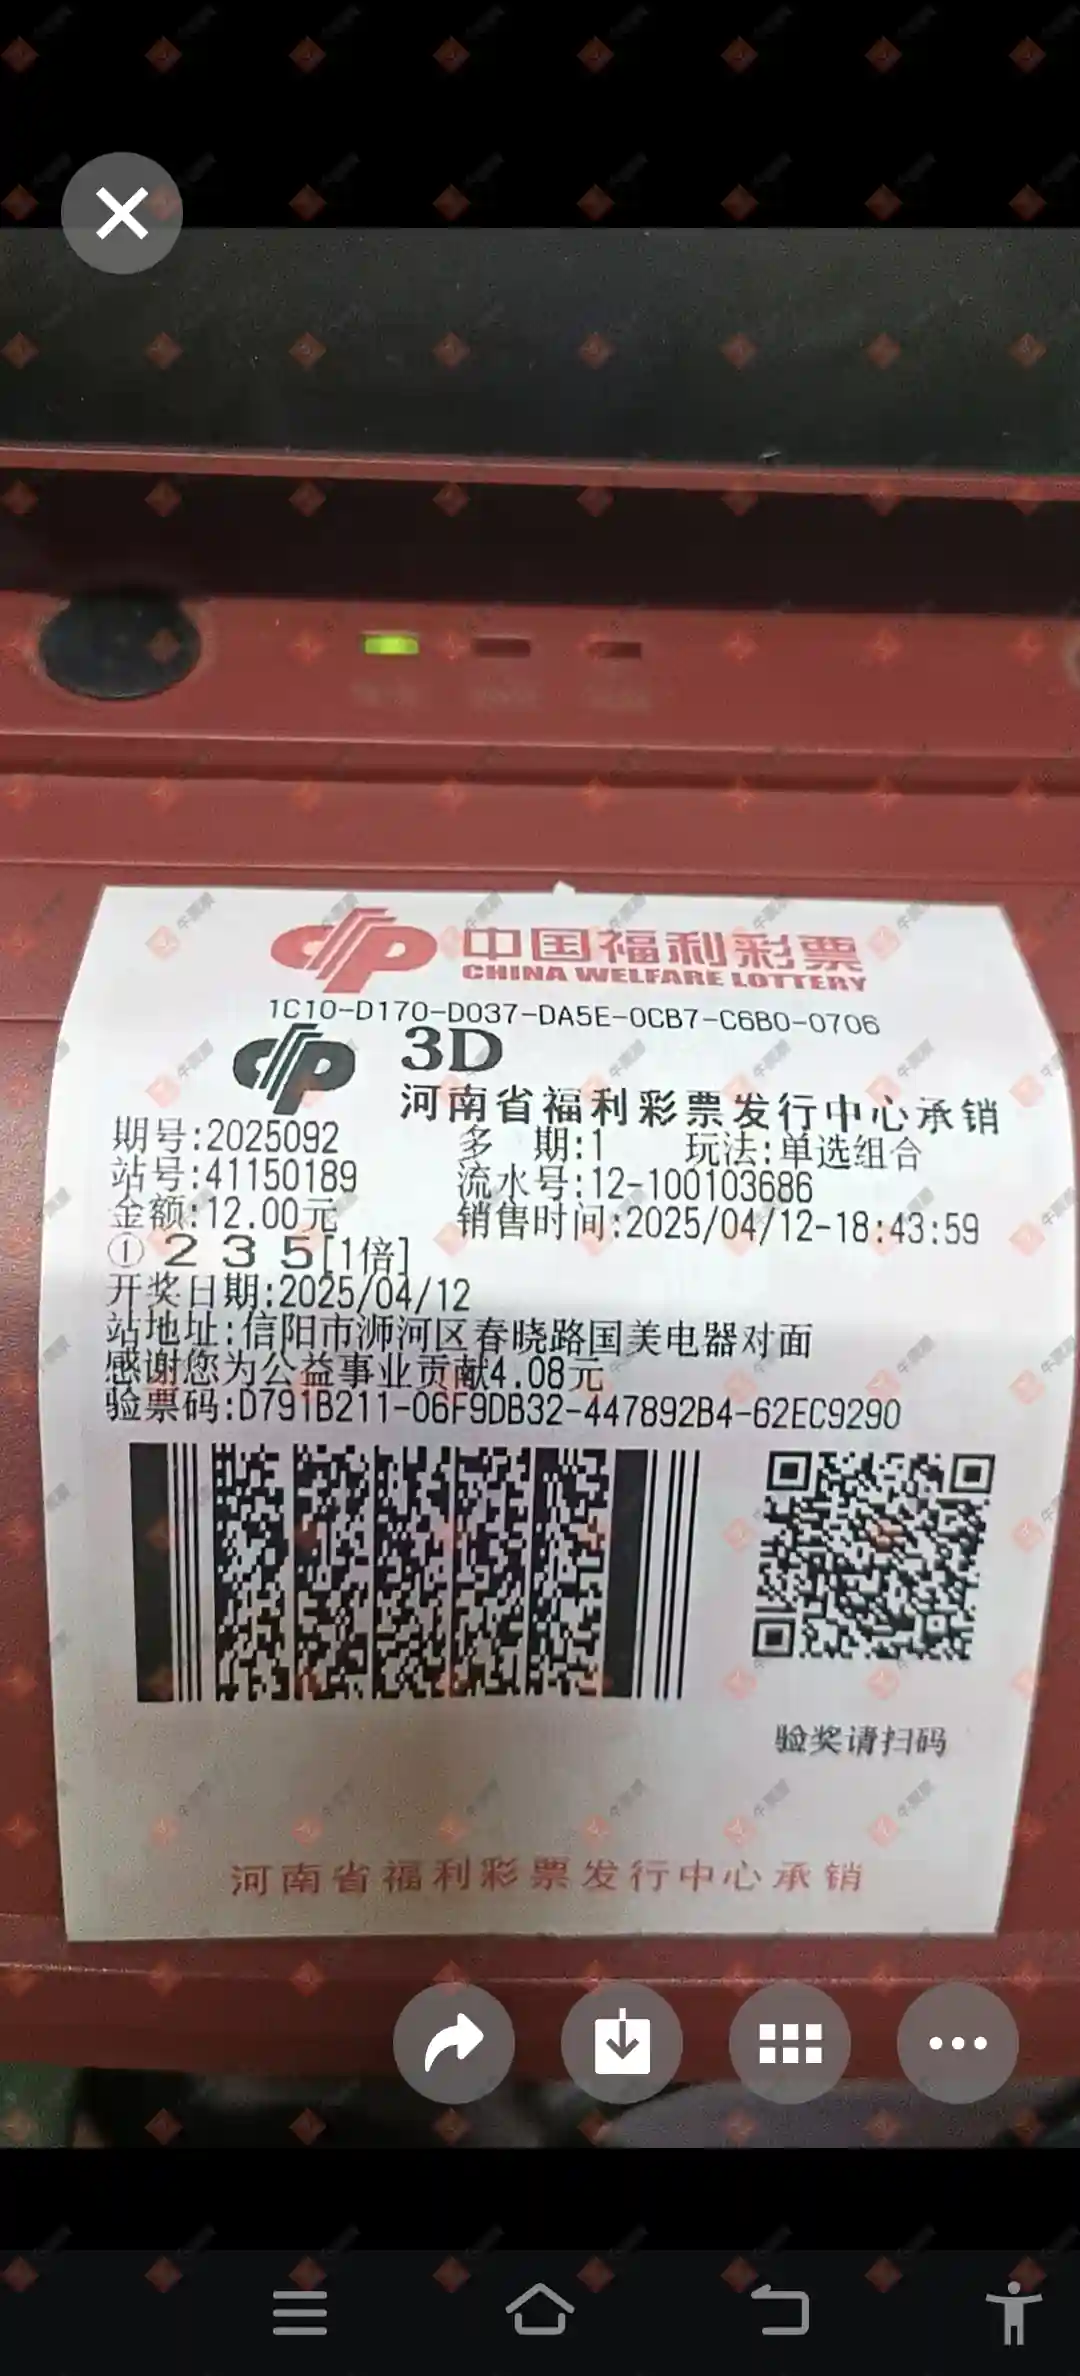 中国福利彩票
CHINA WELFARE LOTTERY
1C10-D170-D037-DA5E-0CB7-C6B0-0706
3D
河南省福利彩票发行中心承销
期号:2025092 多 期:1 玩法:单选组合
站号:41150189 流水号:12-100103686
金额:12.00元 销售时间:2025/04/12-18:43:59
① 2 3 5[1倍]
开奖日期:2025/04/12
站地址:信阳市浉河区春晓路国美电器对面
感谢您为公益事业贡献4.08元
验票码:D791B211-06F9DB32-447892B4-62EC9290
验奖请扫码
河南省福利彩票发行中心承销